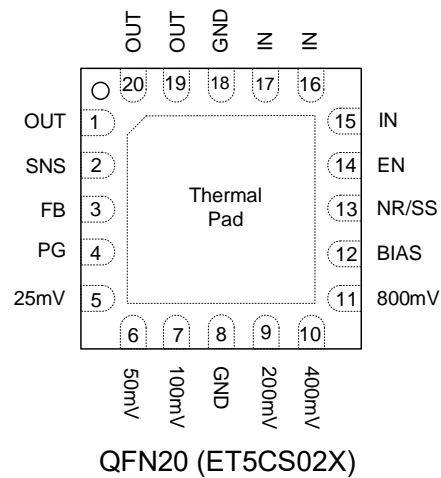 OUT OUT GND IN IN
20 19 18 17 16
OUT 1 15 IN
SNS 2 14 EN
FB 3 Thermal Pad 13 NR/SS
PG 4 12 BIAS
25mV 5 11 800mV
6 7 8 9 10
50mV 100mV GND 200mV 400mV
QFN20 (ET5CS02X)